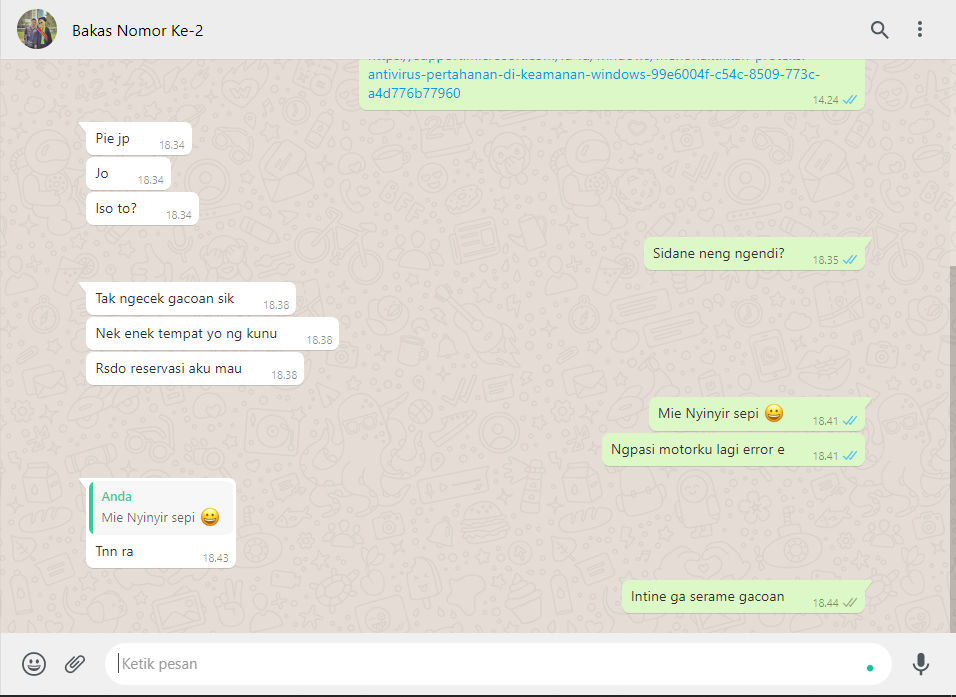 Bakas Nomor Ke-2
antivirus-pertahanan-di-keamanan-windows-99e6004f-c54c-8509-773c-
a4d776b77960
14.24
Pie jp
18.34
Jo
18.34
Iso to?
18.34
Sidane neng ngendi?
18.35
Tak ngecek gacoan sik
18.38
Nek enek tempat yo ng kunu
18.38
Rsdo reservasi aku mau
18.38
Mie Nyinyir sepi 😀
18.41
Ngpasi motorku lagi error e
18.41
Anda
Mie Nyinyir sepi 😀
Tnn ra
18.43
Intine ga serame gacoan
18.44
Ketik pesan